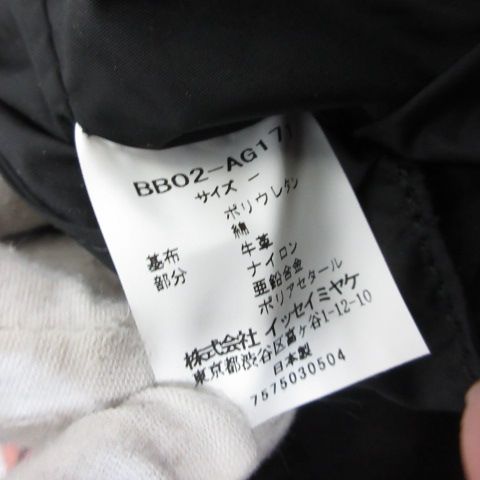 BB02-AG171
サイズ ー
ポリウレタン
基布 綿
部分 牛革
ナイロン
亜鉛合金
ポリアセタール
株式会社 イッセイミヤケ
東京都渋谷区富ヶ谷1-12-10
日本製
7575030504